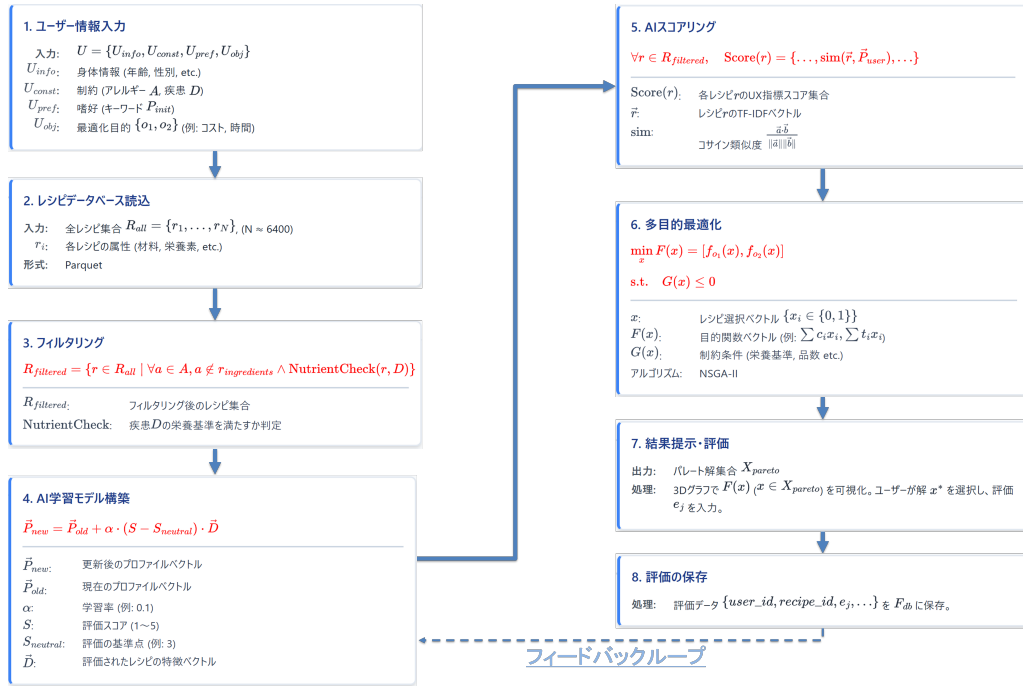 1. ユーザー情報入力
入力: U = {U_info, U_const, U_pref, U_obj}
U_info: 身体情報 (年齢, 性別, etc.)
U_const: 制約 (アレルギー A, 疾患 D)
U_pref: 嗜好 (キーワード P_init)
U_obj: 最適化目的 {o_1, o_2} (例: コスト, 時間)
2. レシピデータベース読込
入力: 全レシピ集合 R_all = {r_1, ..., r_N}, (N ≈ 6400)
r_i: 各レシピの属性 (材料, 栄養素, etc.)
形式: Parquet
3. フィルタリング
R_filtered = {r ∈ R_all | ∀a ∈ A, a ∉ r_ingredients ∧ NutrientCheck(r, D)}
R_filtered: フィルタリング後のレシピ集合
NutrientCheck: 疾患Dの栄養基準を満たすか判定
4. AI学習モデル構築
P⃗_new = P⃗_old + α · (S − S_neutral) · D⃗
P⃗_new: 更新後のプロファイルベクトル
P⃗_old: 現在のプロファイルベクトル
α: 学習率 (例: 0.1)
S: 評価スコア (1～5)
S_neutral: 評価の基準点 (例: 3)
D⃗: 評価されたレシピの特徴ベクトル
5. AIスコアリング
∀r ∈ R_filtered, Score(r) = {..., sim(r⃗, P⃗_user), ...}
Score(r): 各レシピrのUX指標スコア集合
r⃗: レシピrのTF-IDFベクトル
sim: コサイン類似度 a⃗·b⃗ / ‖a⃗‖‖b⃗‖
6. 多目的最適化
min_x F(x) = [f_o1(x), f_o2(x)]
s.t. G(x) ≤ 0
x: レシピ選択ベクトル {x_i ∈ {0, 1}}
F(x): 目的関数ベクトル (例: ∑ c_i x_i, ∑ t_i x_i)
G(x): 制約条件 (栄養基準, 品数 etc.)
アルゴリズム: NSGA-II
7. 結果提示・評価
出力: パレート解集合 X_pareto
処理: 3Dグラフで F(x) (x ∈ X_pareto) を可視化。ユーザーが解 x* を選択し、評価
e_j を入力。
8. 評価の保存
処理: 評価データ {user_id, recipe_id, e_j, ...} を F_db に保存。
フィードバックループ